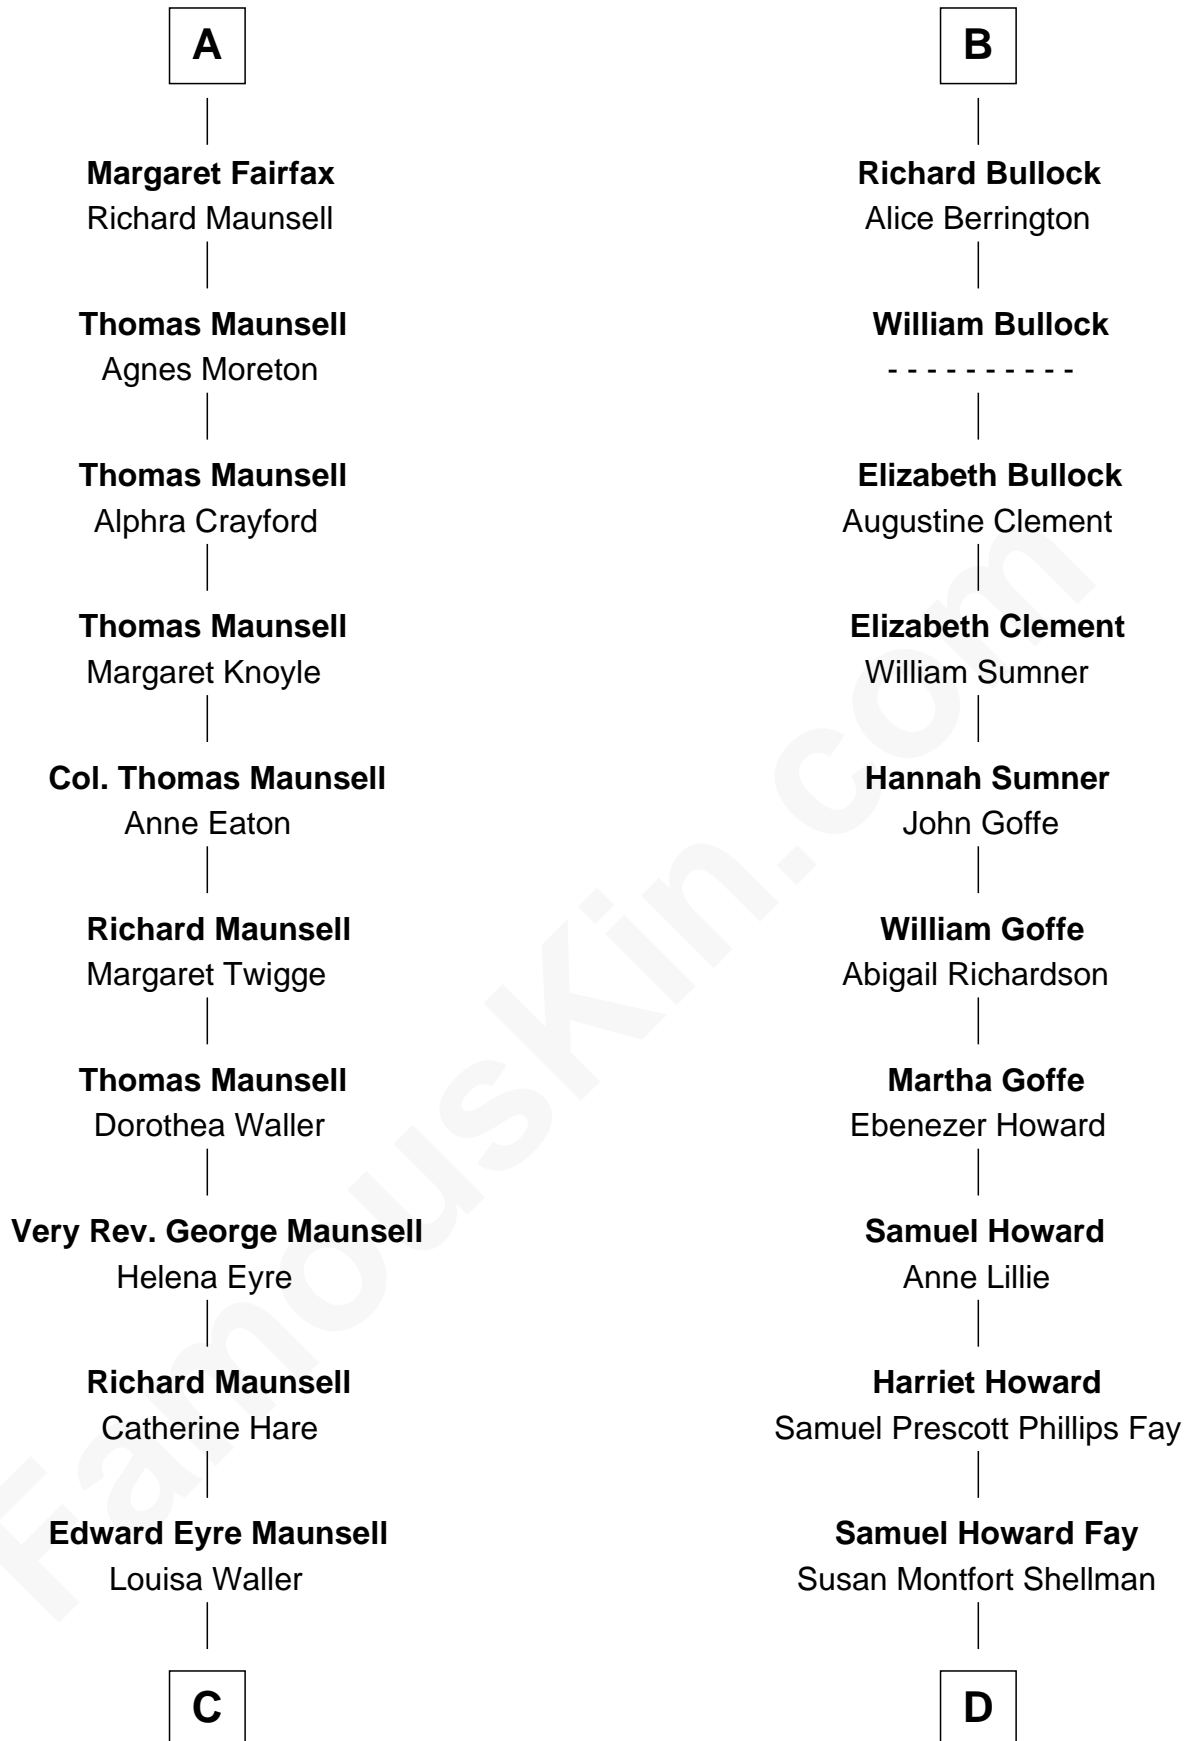 A
Margaret Fairfax
Richard Maunsell
Thomas Maunsell
Agnes Moreton
Thomas Maunsell
Alphra Crayford
Thomas Maunsell
Margaret Knoyle
Col. Thomas Maunsell
Anne Eaton
Richard Maunsell
Margaret Twigge
Thomas Maunsell
Dorothea Waller
Very Rev. George Maunsell
Helena Eyre
Richard Maunsell
Catherine Hare
Edward Eyre Maunsell
Louisa Waller
C
B
Richard Bullock
Alice Berrington
William Bullock
- - - - - - - - - -
Elizabeth Bullock
Augustine Clement
Elizabeth Clement
William Sumner
Hannah Sumner
John Goffe
William Goffe
Abigail Richardson
Martha Goffe
Ebenezer Howard
Samuel Howard
Anne Lillie
Harriet Howard
Samuel Prescott Phillips Fay
Samuel Howard Fay
Susan Montfort Shellman
D
FamousKin.com